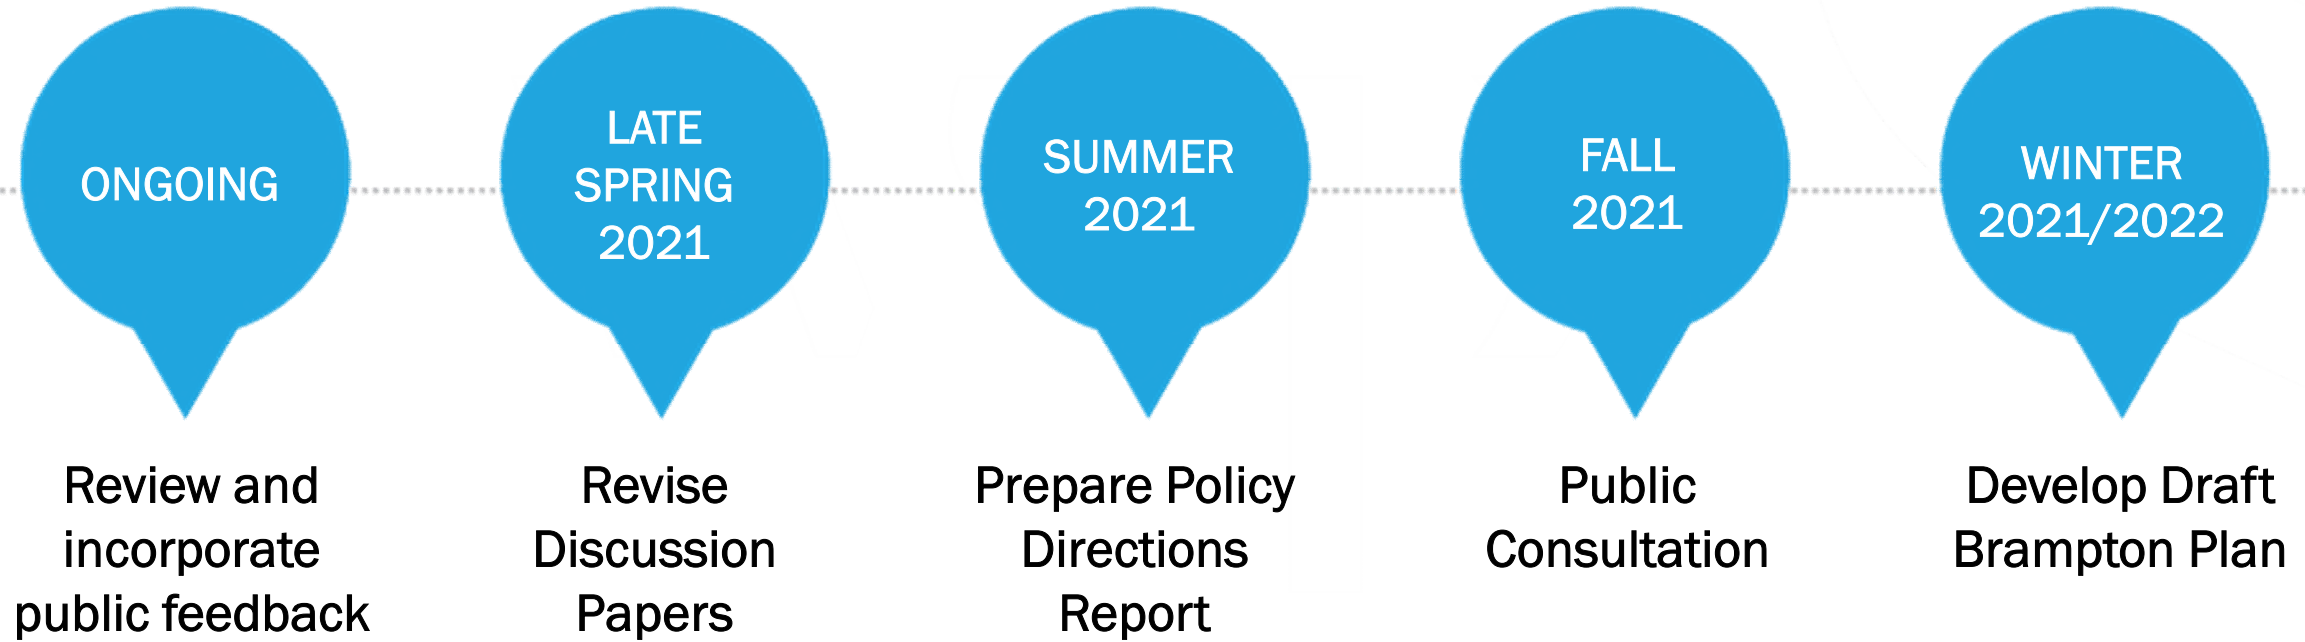 ONGOING
Review and
incorporate
public feedback
LATE
SPRING
2021
Revise
Discussion
Papers
SUMMER
2021
Prepare Policy
Directions
Report
FALL
2021
Public
Consultation
WINTER
2021/2022
Develop Draft
Brampton Plan